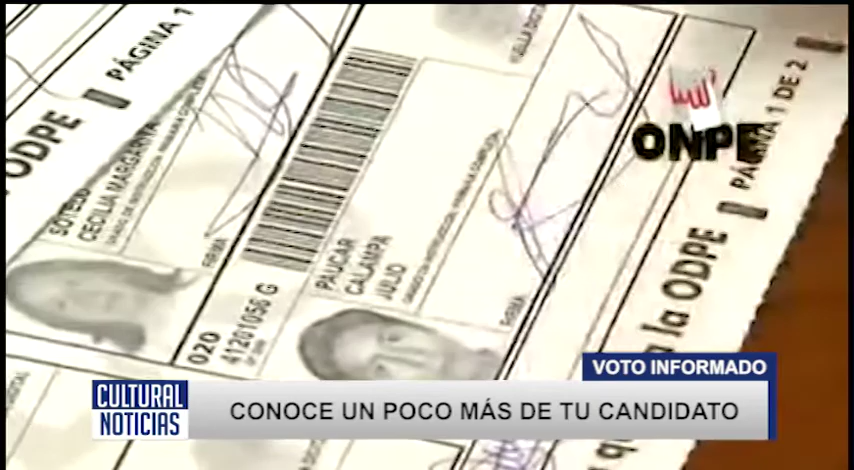 ODPE PÁGINA 1
SOTELO
CECILIA MARGARITA
FIRMA
020
41201056 G
PAUCAR
CALAMPA
JULIO
FIRMA
ONPE
a la ODPE PÁGINA 1 DE 2
VOTO INFORMADO
CULTURAL
NOTICIAS
CONOCE UN POCO MÁS DE TU CANDIDATO